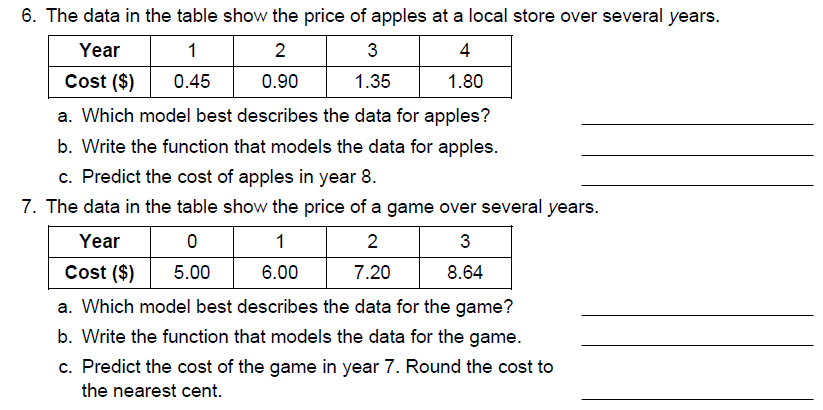 6. The data in the table show the price of apples at a local store over several years.
Year 1 2 3 4
Cost ($) 0.45 0.90 1.35 1.80
a. Which model best describes the data for apples?
b. Write the function that models the data for apples.
c. Predict the cost of apples in year 8.
7. The data in the table show the price of a game over several years.
Year 0 1 2 3
Cost ($) 5.00 6.00 7.20 8.64
a. Which model best describes the data for the game?
b. Write the function that models the data for the game.
c. Predict the cost of the game in year 7. Round the cost to
the nearest cent.